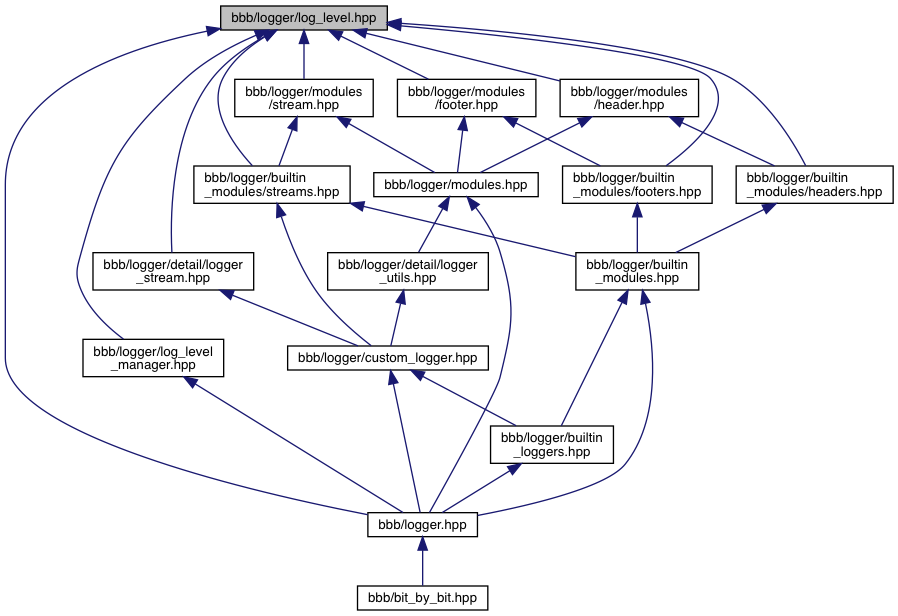 bbb/logger/log_level.hpp
bbb/logger/modules
/stream.hpp
bbb/logger/modules
/footer.hpp
bbb/logger/modules
/header.hpp
bbb/logger/builtin
_modules/streams.hpp
bbb/logger/modules.hpp
bbb/logger/builtin
_modules/footers.hpp
bbb/logger/builtin
_modules/headers.hpp
bbb/logger/detail/logger
_stream.hpp
bbb/logger/detail/logger
_utils.hpp
bbb/logger/builtin
_modules.hpp
bbb/logger/log_level
_manager.hpp
bbb/logger/custom_logger.hpp
bbb/logger/builtin
_loggers.hpp
bbb/logger.hpp
bbb/bit_by_bit.hpp